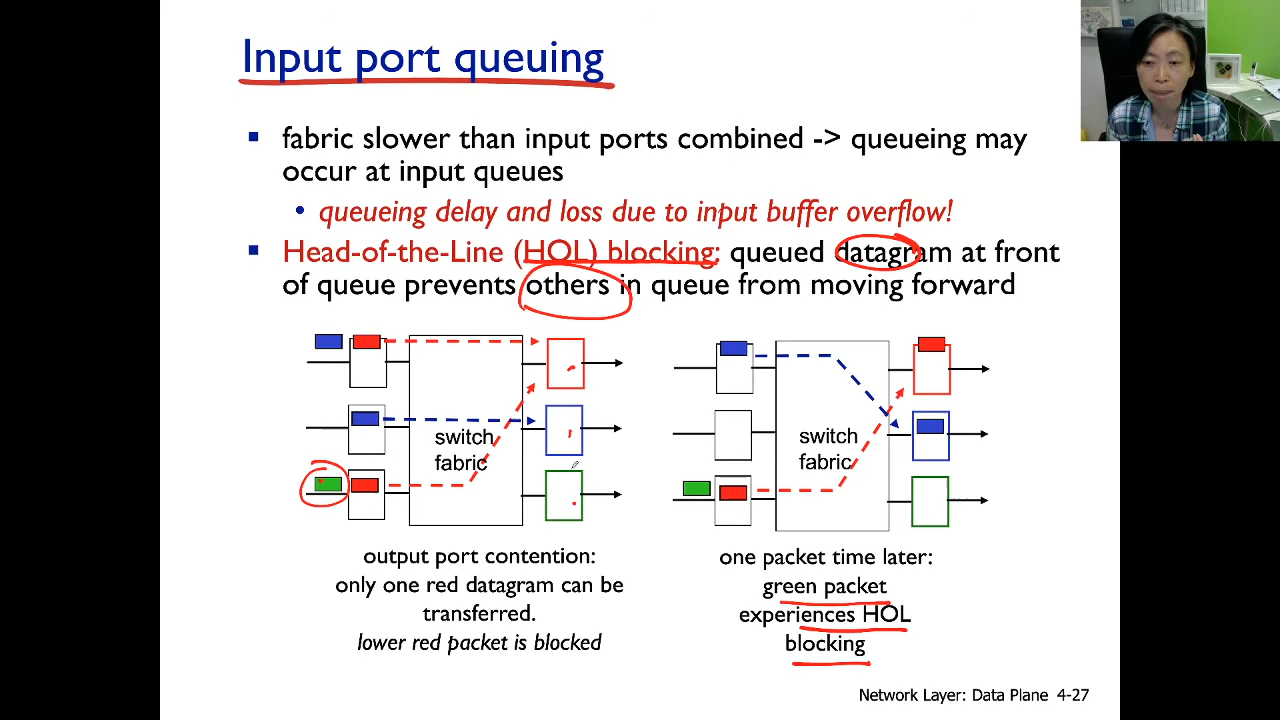 Input port queuing
fabric slower than input ports combined -> queueing may
occur at input queues
queueing delay and loss due to input buffer overflow!
Head-of-the-Line (HOL) blocking: queued datagram at front
of queue prevents others in queue from moving forward
switch
fabric
switch
fabric
output port contention:
only one red datagram can be
transferred.
lower red packet is blocked
one packet time later:
green packet
experiences HOL
blocking
Network Layer: Data Plane 4-27